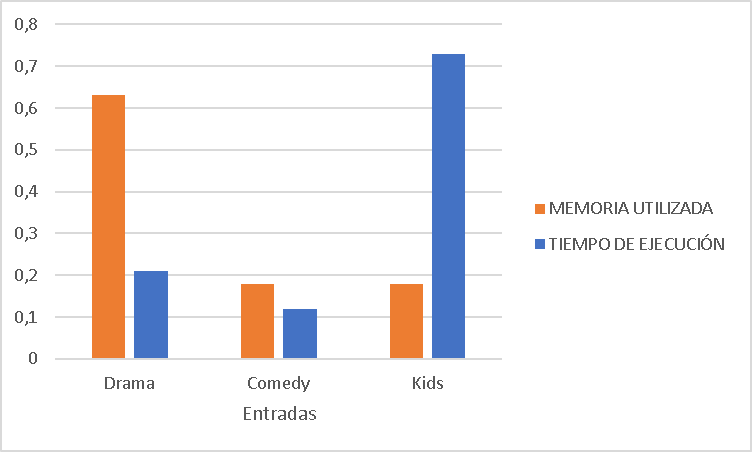 0,8
0,7
0,6
0,5
0,4
0,3
0,2
0,1
0
Drama Comedy Kids
Entradas
MEMORIA UTILIZADA
TIEMPO DE EJECUCIÓN